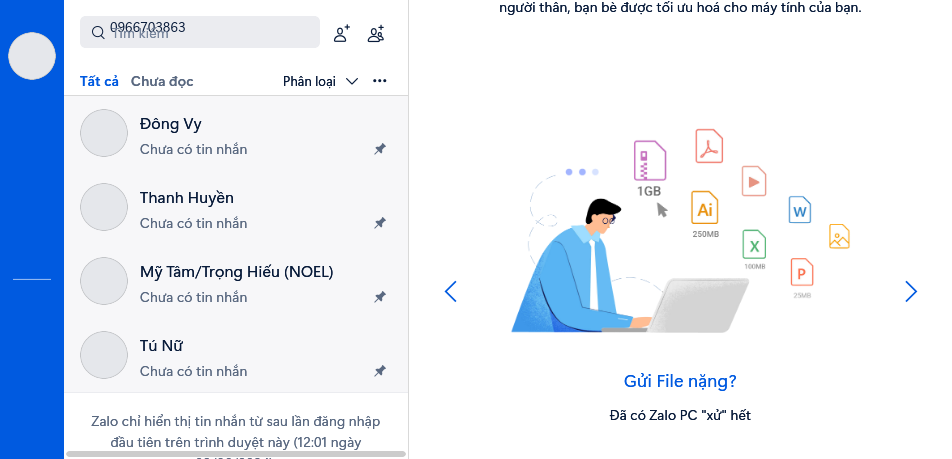 0966703863
Tìm kiếm
Tất cả
Chưa đọc
Phân loại
Đông Vy
Chưa có tin nhắn
Thanh Huyền
Chưa có tin nhắn
Mỹ Tâm/Trọng Hiếu (NOEL)
Chưa có tin nhắn
Tú Nữ
Chưa có tin nhắn
Zalo chỉ hiển thị tin nhắn từ sau lần đăng nhập
đầu tiên trên trình duyệt này (12:01 ngày
người thân, bạn bè được tối ưu hoá cho máy tính của bạn.
1GB
Ai
250MB
W
X
100MB
P
25MB
Gửi File nặng?
Đã có Zalo PC "xử" hết